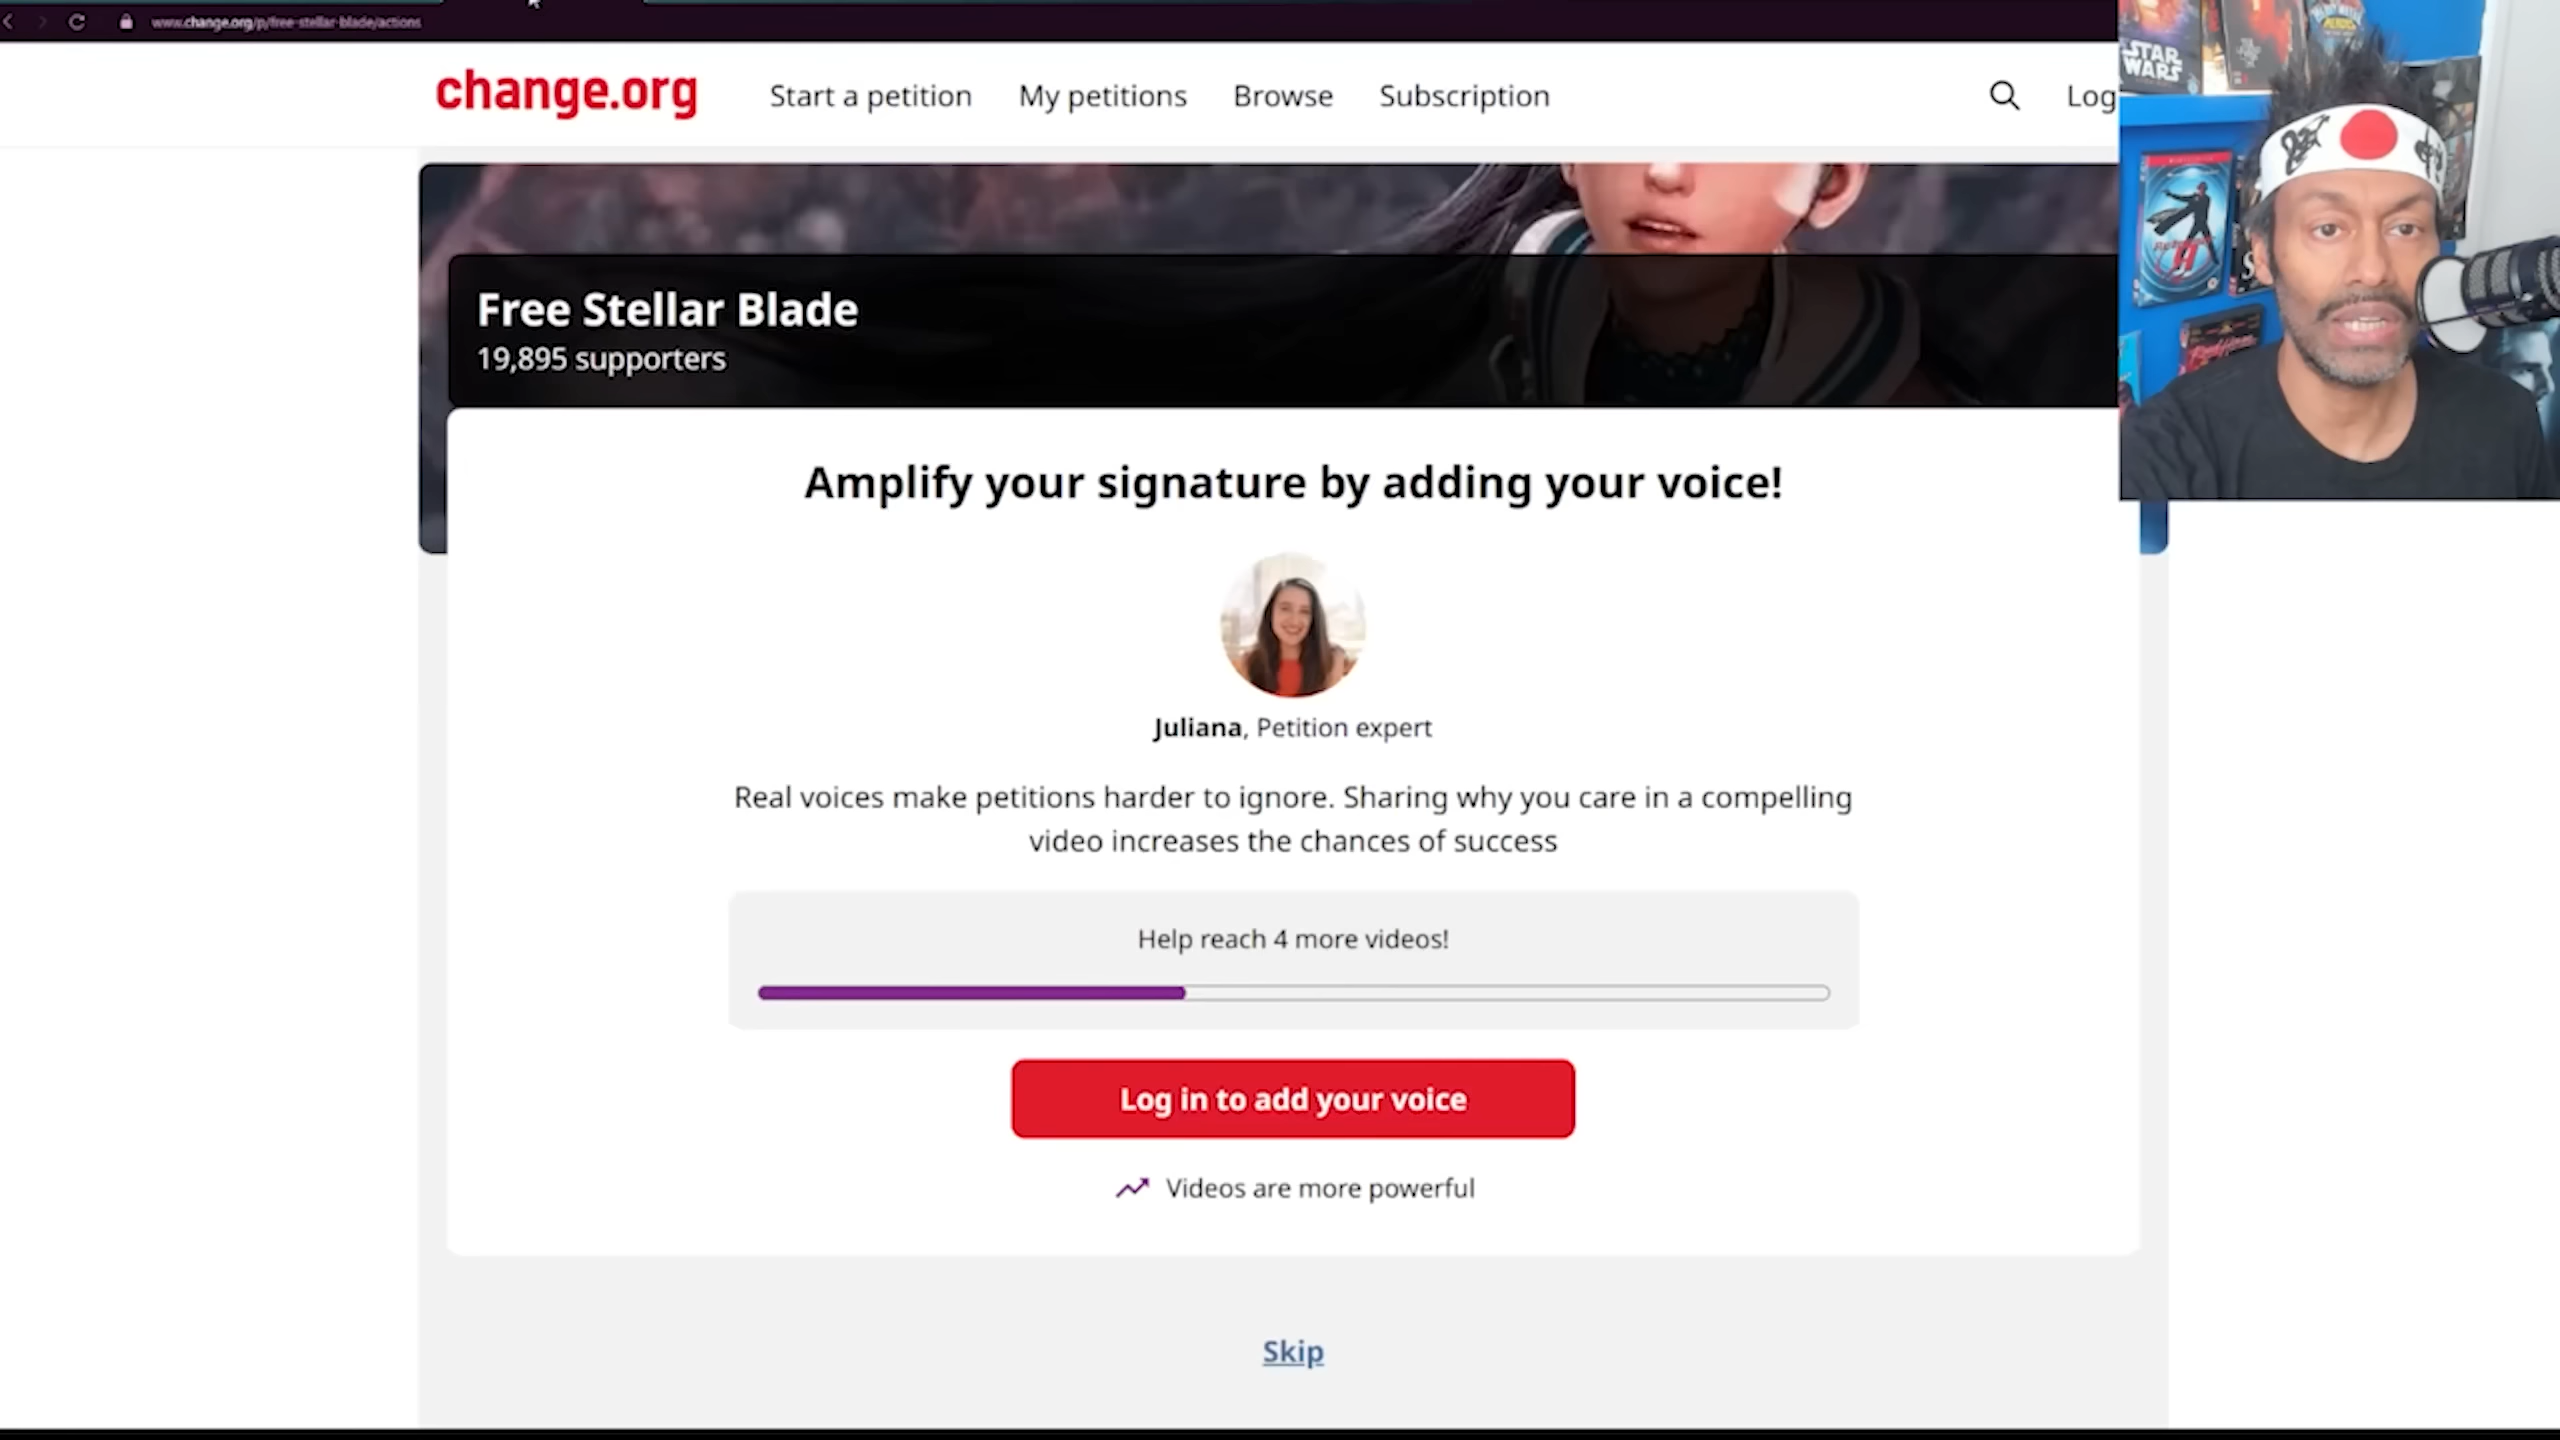 www.change.org/p/free-stellar-blade/actions
change.org
Start a petition
My petitions
Browse
Subscription
Log
STAR
WARS
Free Stellar Blade
19,895 supporters
Amplify your signature by adding your voice!
Juliana, Petition expert
Real voices make petitions harder to ignore. Sharing why you care in a compelling
video increases the chances of success
Help reach 4 more videos!
Log in to add your voice
Videos are more powerful
Skip